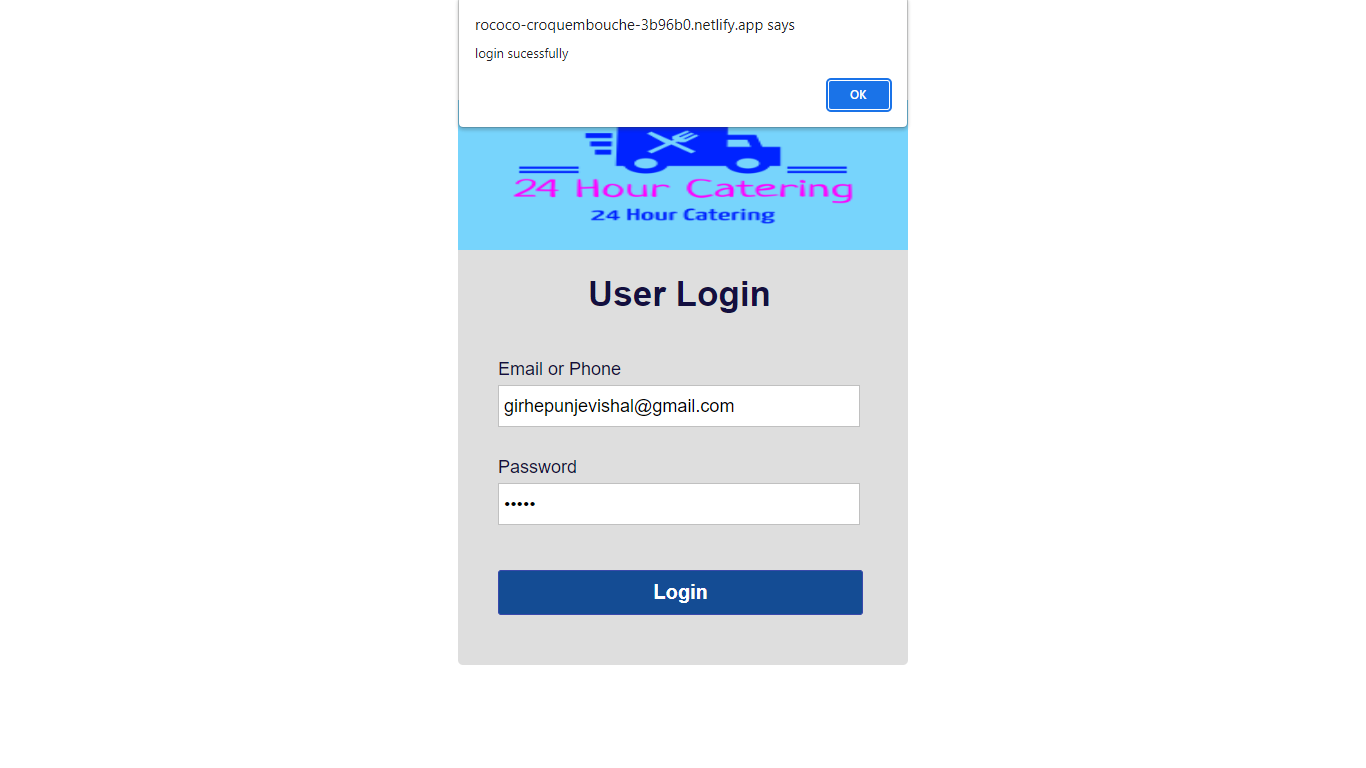 rococo-croquembouche-3b96b0.netlify.app says
login sucessfully
OK
24 Hour Catering
24 Hour Catering
User Login
Email or Phone
girhepunjevishal@gmail.com
Password
•••••
Login